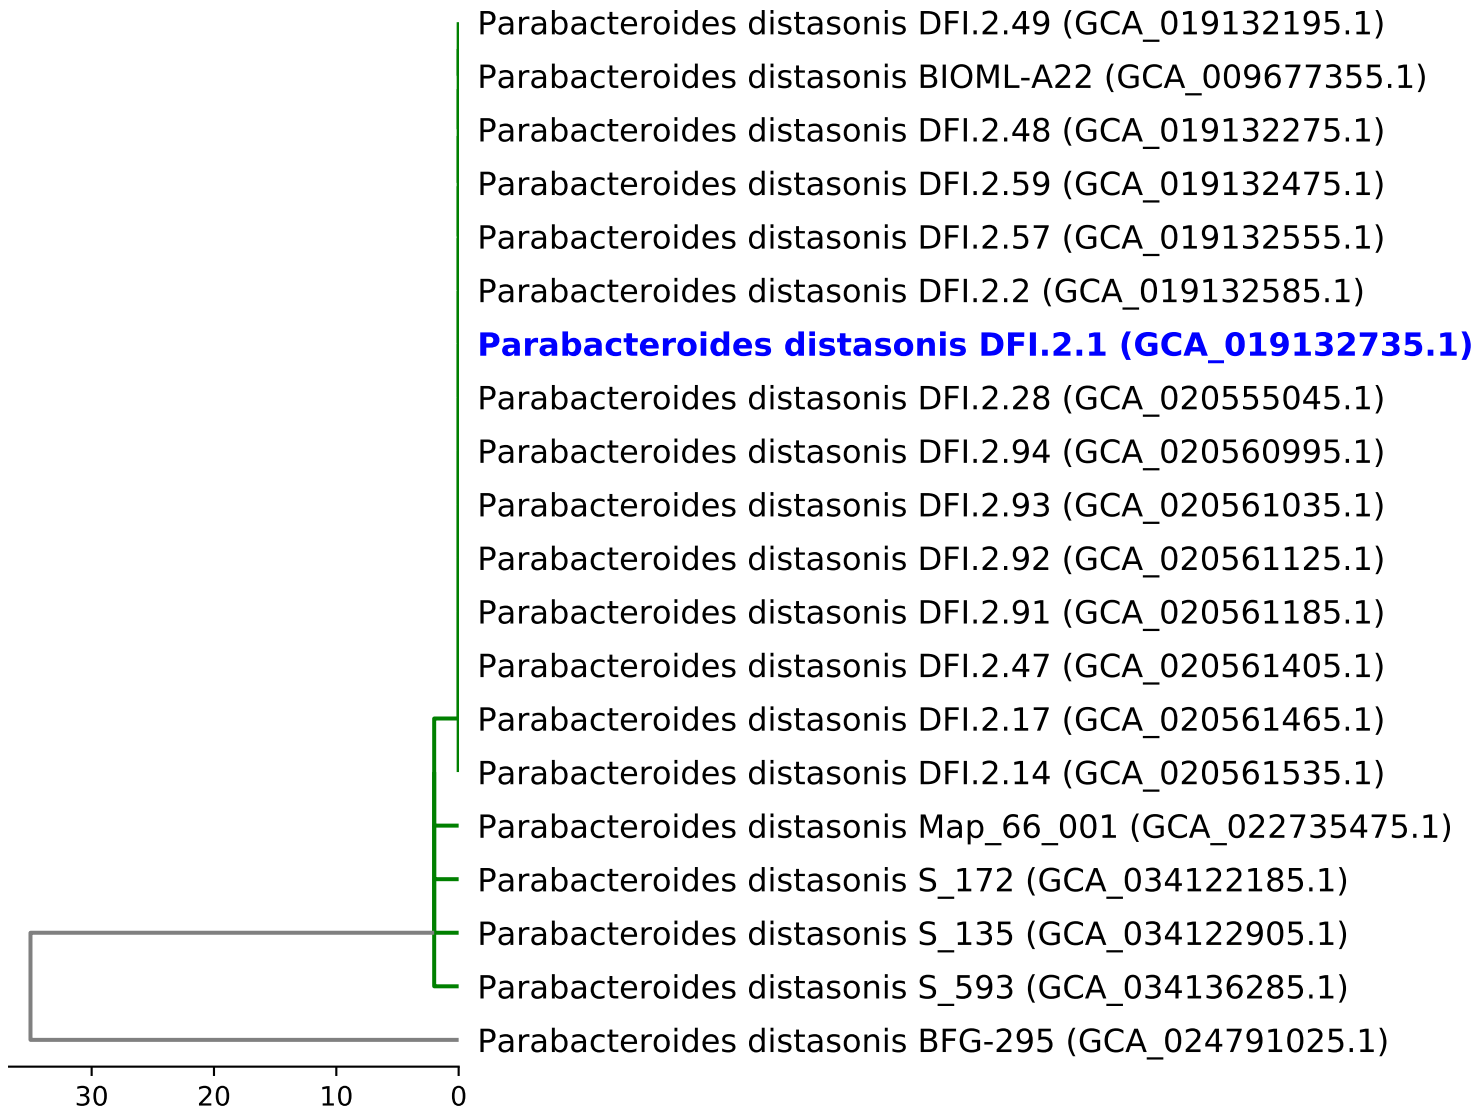 Parabacteroides distasonis DFI.2.49 (GCA_019132195.1)
Parabacteroides distasonis BIOML-A22 (GCA_009677355.1)
Parabacteroides distasonis DFI.2.48 (GCA_019132275.1)
Parabacteroides distasonis DFI.2.59 (GCA_019132475.1)
Parabacteroides distasonis DFI.2.57 (GCA_019132555.1)
Parabacteroides distasonis DFI.2.2 (GCA_019132585.1)
Parabacteroides distasonis DFI.2.1 (GCA_019132735.1)
Parabacteroides distasonis DFI.2.28 (GCA_020555045.1)
Parabacteroides distasonis DFI.2.94 (GCA_020560995.1)
Parabacteroides distasonis DFI.2.93 (GCA_020561035.1)
Parabacteroides distasonis DFI.2.92 (GCA_020561125.1)
Parabacteroides distasonis DFI.2.91 (GCA_020561185.1)
Parabacteroides distasonis DFI.2.47 (GCA_020561405.1)
Parabacteroides distasonis DFI.2.17 (GCA_020561465.1)
Parabacteroides distasonis DFI.2.14 (GCA_020561535.1)
Parabacteroides distasonis Map_66_001 (GCA_022735475.1)
Parabacteroides distasonis S_172 (GCA_034122185.1)
Parabacteroides distasonis S_135 (GCA_034122905.1)
Parabacteroides distasonis S_593 (GCA_034136285.1)
Parabacteroides distasonis BFG-295 (GCA_024791025.1)
30 20 10 0